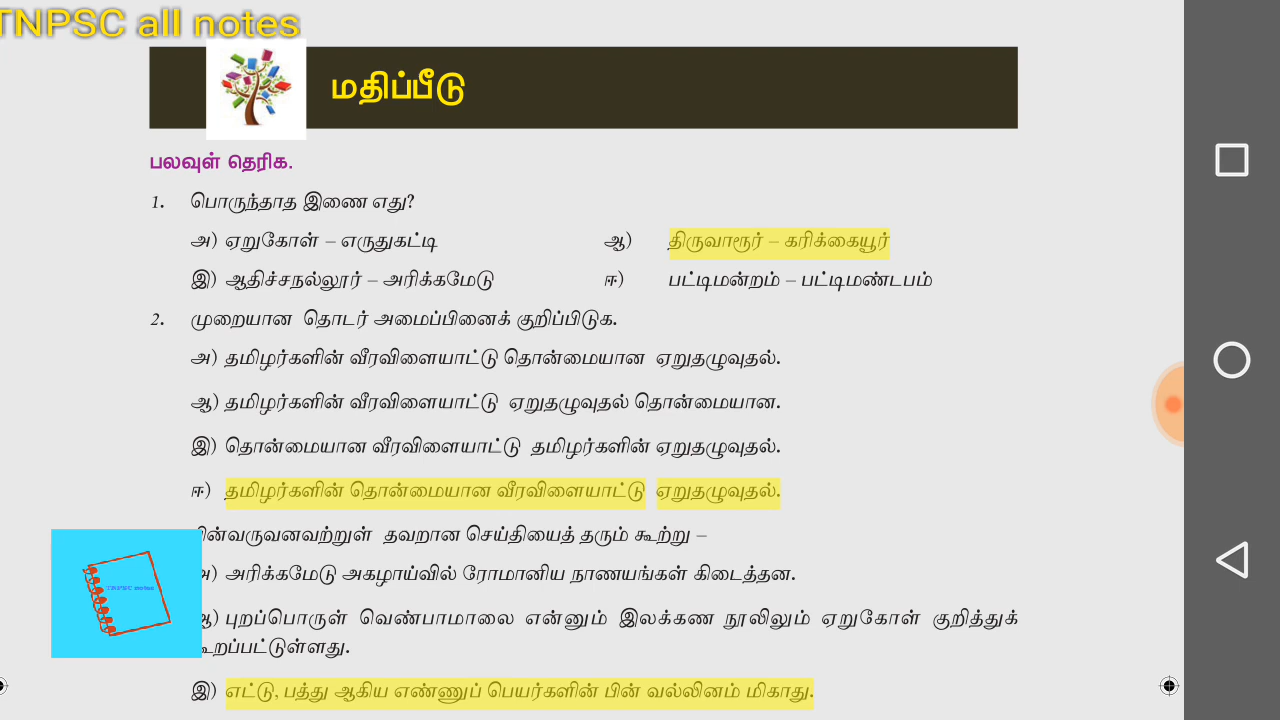 TNPSC all notes
மதிப்பீடு
பலவுள் தெரிக.
1. பொருந்தாத இணை எது?
அ) ஏறுகோள் – எருதுகட்டி ஆ) திருவாரூர் – கரிக்கையூர்
இ) ஆதிச்சநல்லூர் – அரிக்கமேடு ஈ) பட்டிமன்றம் – பட்டிமண்டபம்
2. முறையான தொடர் அமைப்பினைக் குறிப்பிடுக.
அ) தமிழர்களின் வீரவிளையாட்டு தொன்மையான ஏறுதழுவுதல்.
ஆ) தமிழர்களின் வீரவிளையாட்டு ஏறுதழுவுதல் தொன்மையான.
இ) தொன்மையான வீரவிளையாட்டு தமிழர்களின் ஏறுதழுவுதல்.
ஈ) தமிழர்களின் தொன்மையான வீரவிளையாட்டு ஏறுதழுவுதல்.
பின்வருவனவற்றுள் தவறான செய்தியைத் தரும் கூற்று –
அ) அரிக்கமேடு அகழாய்வில் ரோமானிய நாணயங்கள் கிடைத்தன.
ஆ) புறப்பொருள் வெண்பாமாலை என்னும் இலக்கண நூலிலும் ஏறுகோள் குறித்துக்
கூறப்பட்டுள்ளது.
TNPSC notes
இ) எட்டு, பத்து ஆகிய எண்ணுப் பெயர்களின் பின் வல்லினம் மிகாது.